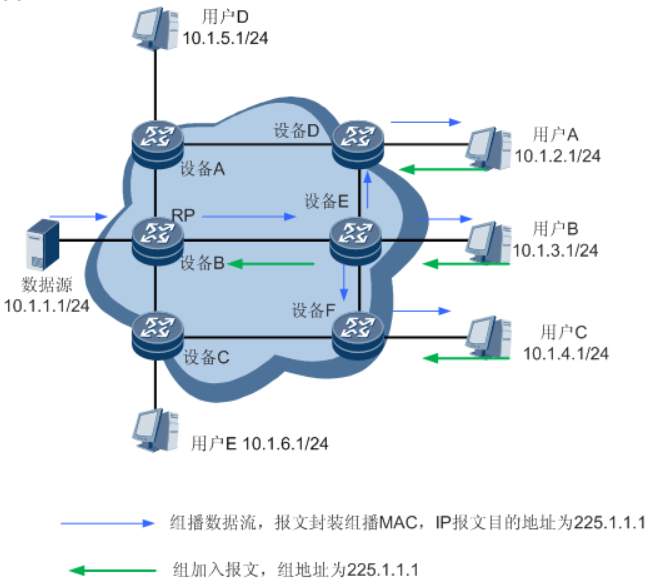 用户D
10.1.5.1/24
设备D
用户A
10.1.2.1/24
设备A
设备E
RP
用户B
10.1.3.1/24
设备B
数据源
10.1.1.1/24
设备F
用户C
10.1.4.1/24
设备C
用户E 10.1.6.1/24
组播数据流，报文封装组播MAC，IP报文目的地址为225.1.1.1
组加入报文，组地址为225.1.1.1